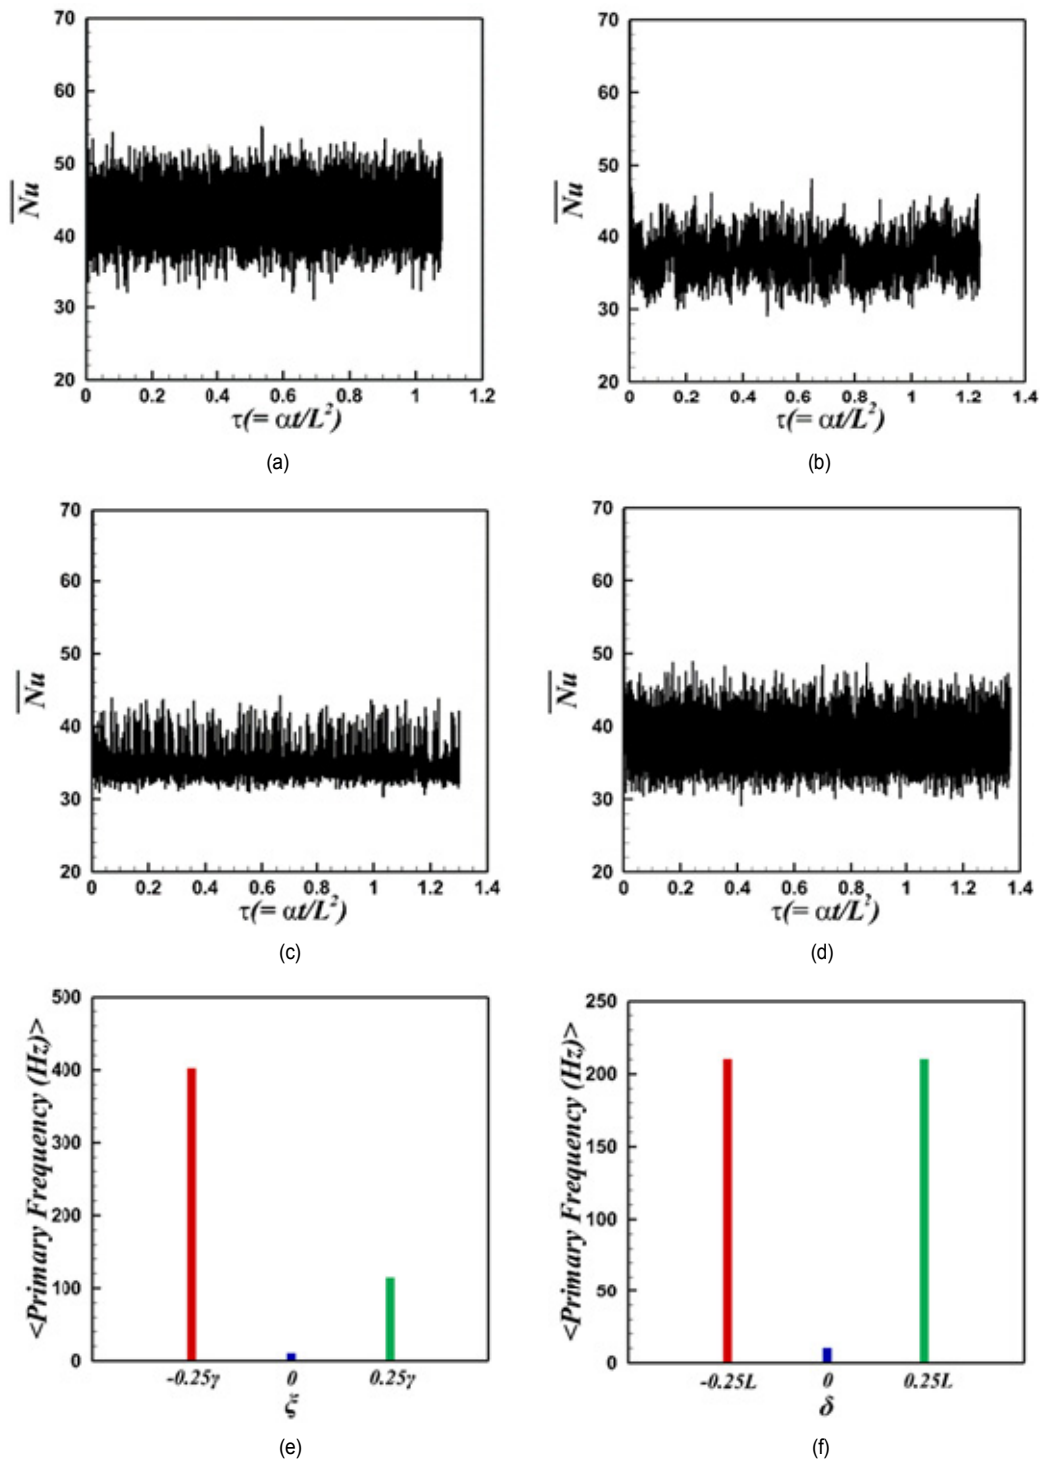 70
60
50
40
30
20
Nu
0 0.2 0.4 0.6 0.8 1 1.2
τ(= αt/L²)
(a)
70
60
50
40
30
20
Nu
0 0.2 0.4 0.6 0.8 1 1.2 1.4
τ(= αt/L²)
(b)
70
60
50
40
30
20
Nu
0 0.2 0.4 0.6 0.8 1 1.2 1.4
τ(= αt/L²)
(c)
70
60
50
40
30
20
Nu
0 0.2 0.4 0.6 0.8 1 1.2 1.4
τ(= αt/L²)
(d)
500
400
300
200
100
0
<Primary Frequency (Hz)>
-0.25γ 0 0.25γ
ξ
(e)
250
200
150
100
50
0
<Primary Frequency (Hz)>
-0.25L 0 0.25L
δ
(f)